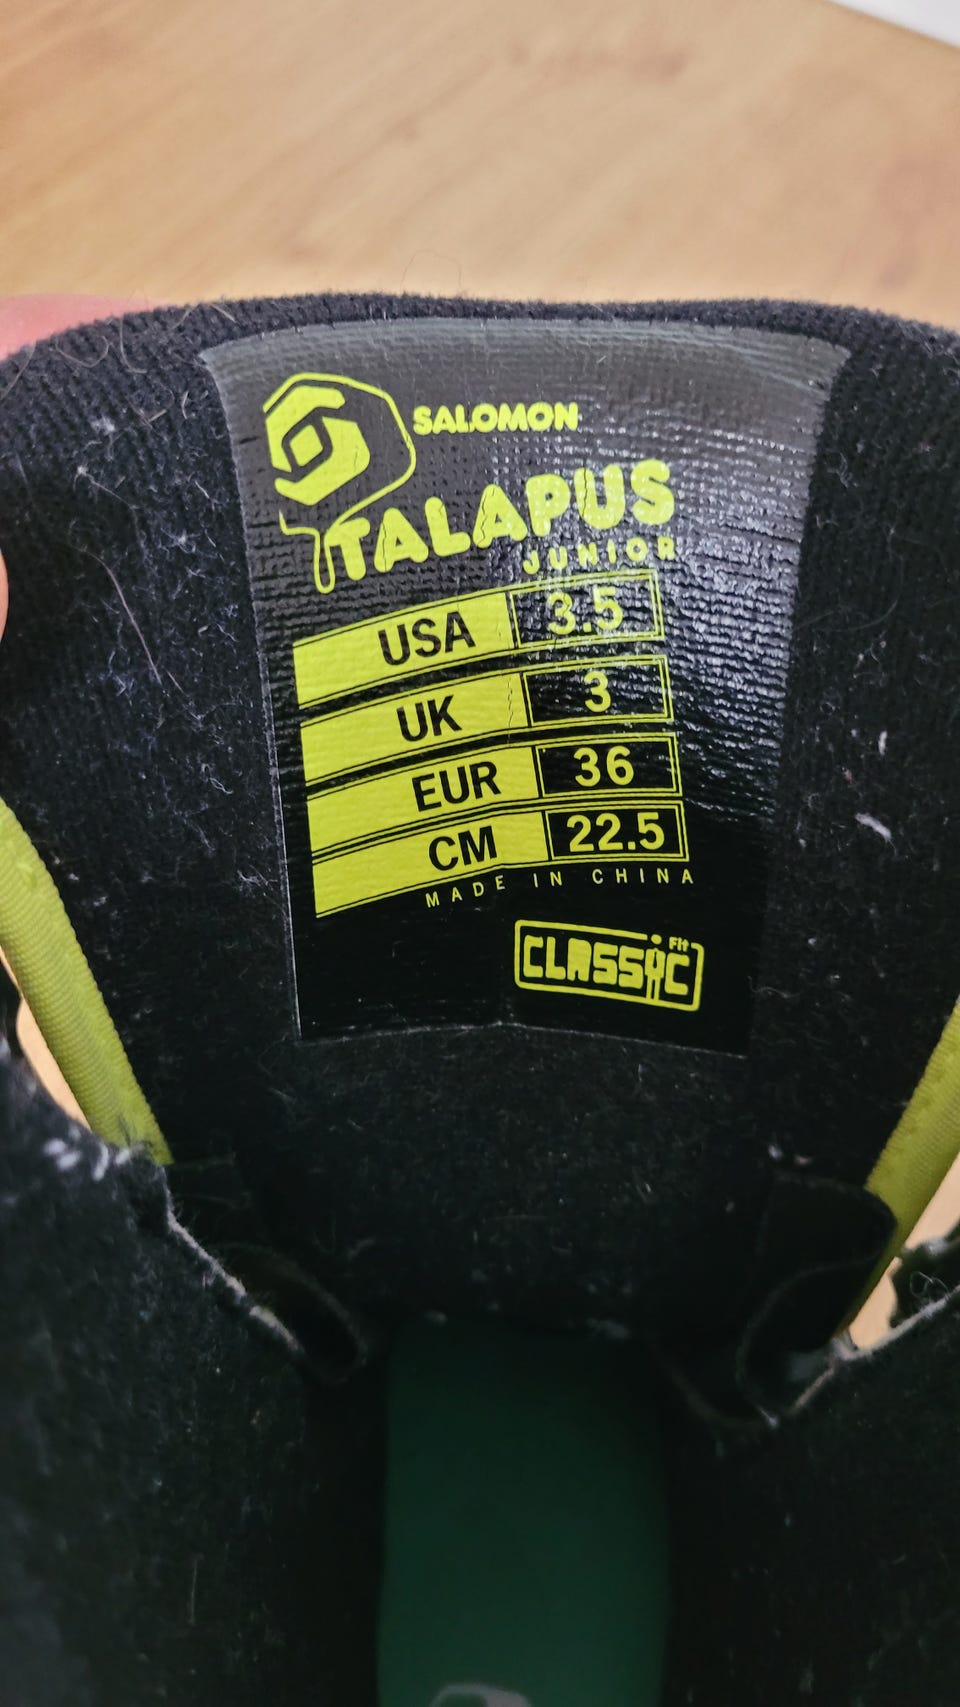 SALOMON
TALAPUS
JUNIOR
USA 3.5
UK 3
EUR 36
CM 22.5
MADE IN CHINA
CLASSiC Fit